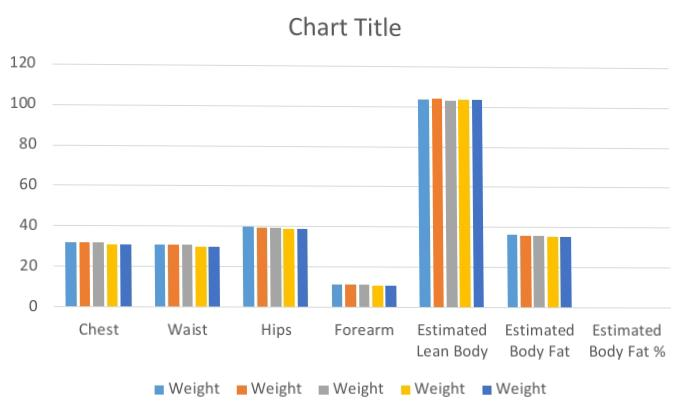 Chart Title
120
100
80
60
40
20
0
Chest Waist Hips Forearm Estimated Lean Body Estimated Body Fat Estimated Body Fat %
Weight Weight Weight Weight Weight